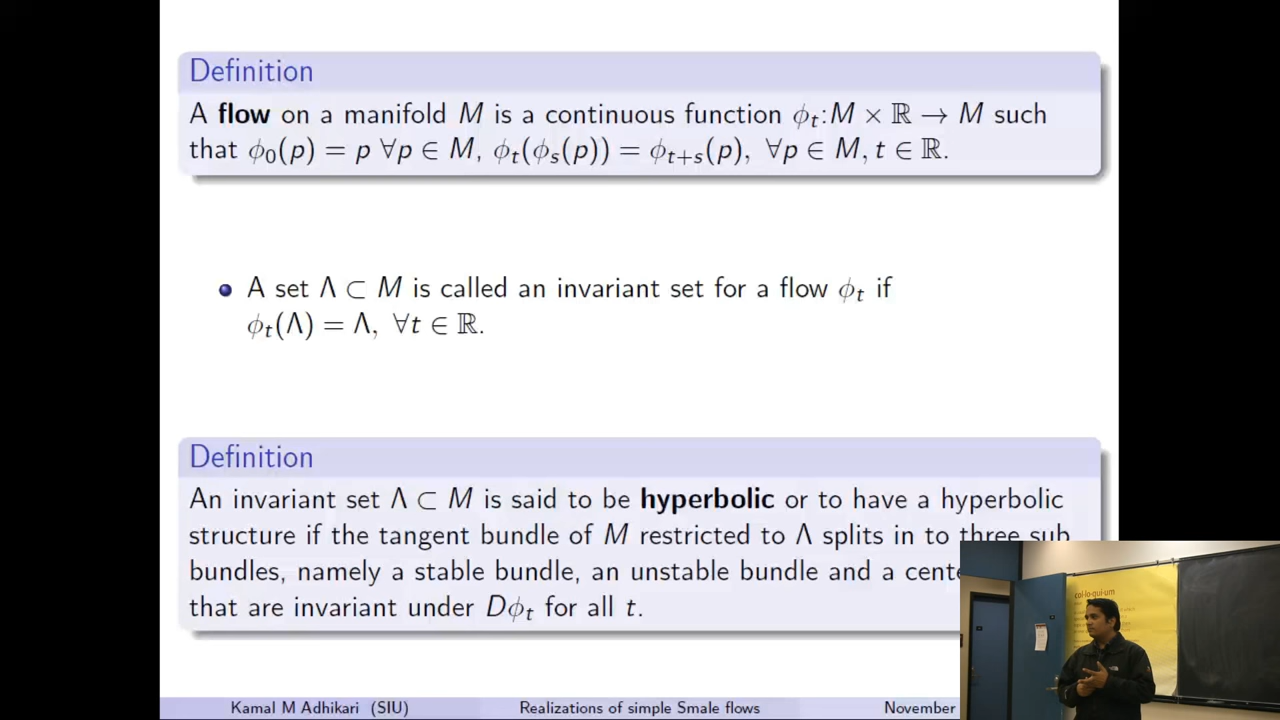 Definition
A flow on a manifold M is a continuous function ϕₜ:M × ℝ → M such
that ϕ₀(p) = p ∀p ∈ M, ϕₜ(ϕₛ(p)) = ϕₜ₊ₛ(p), ∀p ∈ M, t ∈ ℝ.
A set Λ ⊂ M is called an invariant set for a flow ϕₜ if
ϕₜ(Λ) = Λ, ∀t ∈ ℝ.
Definition
An invariant set Λ ⊂ M is said to be hyperbolic or to have a hyperbolic
structure if the tangent bundle of M restricted to Λ splits in to three sub
bundles, namely a stable bundle, an unstable bundle and a cente
that are invariant under Dϕₜ for all t.
col·lo·qui·um
Kamal M Adhikari (SIU) Realizations of simple Smale flows November